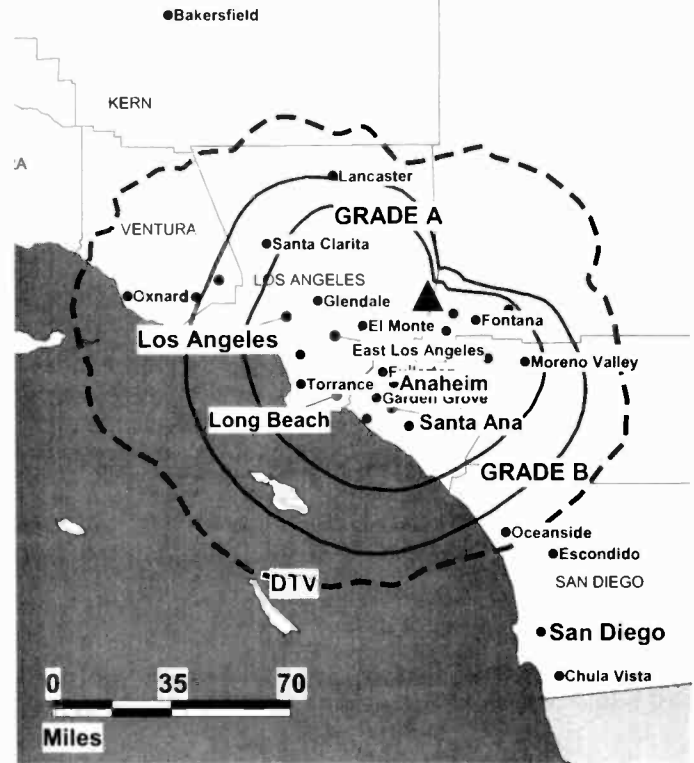 Bakersfield
KERN
Lancaster
GRADE A
VENTURA
Santa Clarita
LOS ANGELES
Oxnard
Glendale
Fontana
El Monte
Los Angeles
East Los Angeles
Moreno Valley
Anaheim
Torrance
Garden Grove
Long Beach
Santa Ana
GRADE B
Oceanside
Escondido
DTV
SAN DIEGO
San Diego
0 35 70
Chula Vista
Miles